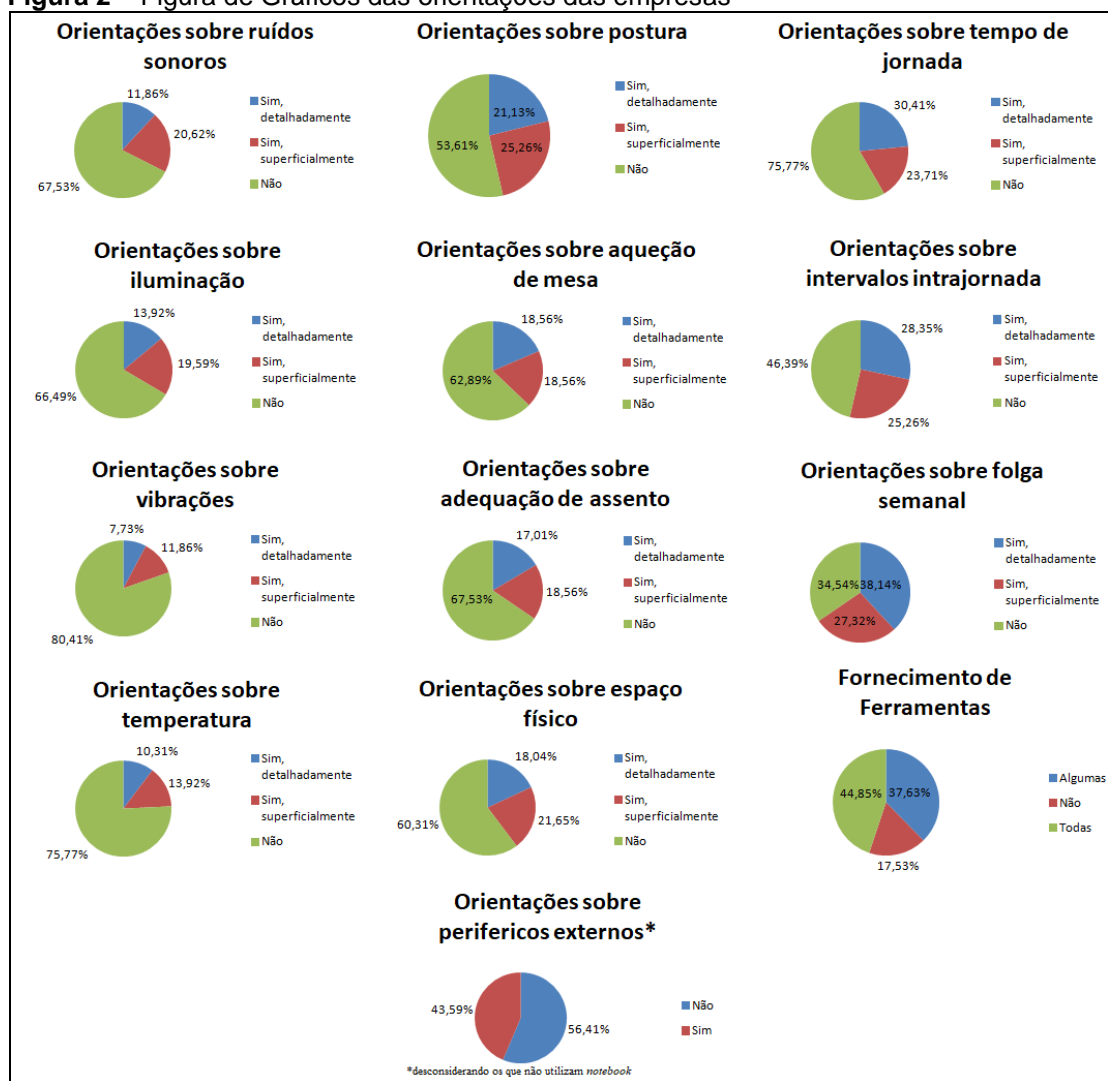 Figura 2 – Figura de Gráficos das orientações das empresas
Orientações sobre ruídos
sonoros
11,86%
20,62%
67,53%
Sim,
detalhadamente
Sim,
superficialmente
Não
Orientações sobre postura
21,13%
25,26%
53,61%
Sim,
detalhadamente
Sim,
superficialmente
Não
Orientações sobre tempo de
jornada
30,41%
23,71%
75,77%
Sim,
detalhadamente
Sim,
superficialmente
Não
Orientações sobre
iluminação
13,92%
19,59%
66,49%
Sim,
detalhadamente
Sim,
superficialmente
Não
Orientações sobre aqueção
de mesa
18,56%
18,56%
62,89%
Sim,
detalhadamente
Sim,
superficialmente
Não
Orientações sobre
intervalos intrajornada
28,35%
25,26%
46,39%
Sim,
detalhadamente
Sim,
superficialmente
Não
Orientações sobre
vibrações
7,73%
11,86%
80,41%
Sim,
detalhadamente
Sim,
superficialmente
Não
Orientações sobre
adequação de assento
17,01%
18,56%
67,53%
Sim,
detalhadamente
Sim,
superficialmente
Não
Orientações sobre folga
semanal
34,54% 38,14%
27,32%
Sim,
detalhadamente
Sim,
superficialmente
Não
Orientações sobre
temperatura
10,31%
13,92%
75,77%
Sim,
detalhadamente
Sim,
superficialmente
Não
Orientações sobre espaço
físico
18,04%
21,65%
60,31%
Sim,
detalhadamente
Sim,
superficialmente
Não
Fornecimento de
Ferramentas
44,85% 37,63%
17,53%
Algumas
Não
Todas
Orientações sobre
perifericos externos*
43,59%
56,41%
Não
Sim
*desconsiderando os que não utilizam notebook